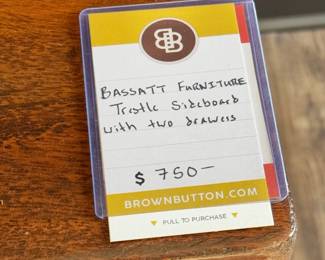 BB
BASSATT FURNITURE
Trestle Sideboard
with two drawers
$ 750-
BROWNBUTTON.COM
PULL TO PURCHASE